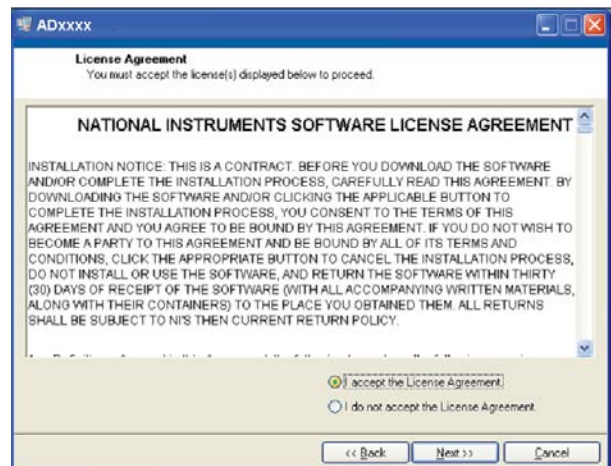 ADxxxx
License Agreement
You must accept the license(s) displayed below to proceed.
NATIONAL INSTRUMENTS SOFTWARE LICENSE AGREEMENT
INSTALLATION NOTICE: THIS IS A CONTRACT. BEFORE YOU DOWNLOAD THE SOFTWARE
AND/OR COMPLETE THE INSTALLATION PROCESS, CAREFULLY READ THIS AGREEMENT. BY
DOWNLOADING THE SOFTWARE AND/OR CLICKING THE APPLICABLE BUTTON TO
COMPLETE THE INSTALLATION PROCESS, YOU CONSENT TO THE TERMS OF THIS
AGREEMENT AND YOU AGREE TO BE BOUND BY THIS AGREEMENT. IF YOU DO NOT WISH TO
BECOME A PARTY TO THIS AGREEMENT AND BE BOUND BY ALL OF ITS TERMS AND
CONDITIONS, CLICK THE APPROPRIATE BUTTON TO CANCEL THE INSTALLATION PROCESS,
DO NOT INSTALL OR USE THE SOFTWARE, AND RETURN THE SOFTWARE WITHIN THIRTY
(30) DAYS OF RECEIPT OF THE SOFTWARE (WITH ALL ACCOMPANYING WRITTEN MATERIALS,
ALONG WITH THEIR CONTAINERS) TO THE PLACE YOU OBTAINED THEM. ALL RETURNS
SHALL BE SUBJECT TO NI'S THEN CURRENT RETURN POLICY.
I accept the License Agreement.
I do not accept the License Agreement.
<< Back
Next >>
Cancel